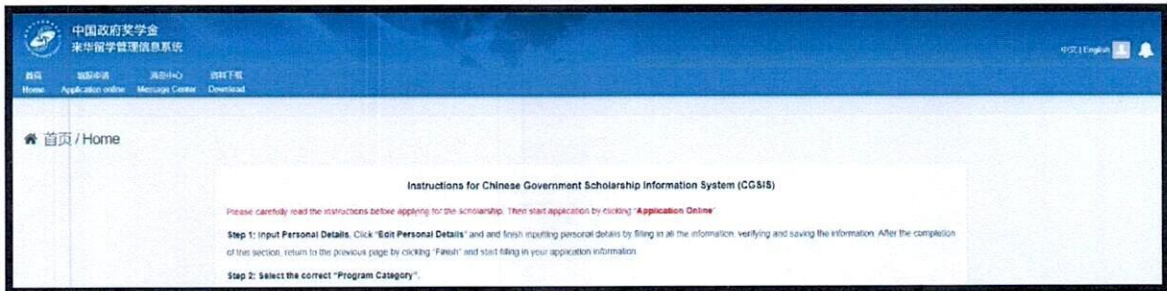 中国政府奖学金
来华留学管理信息系统
中文 | English
首页 填报申请 消息中心 资料下载
Home Application online Message Center Download
首页 / Home
Instructions for Chinese Government Scholarship Information System (CGSIS)
Please carefully read the instructions before applying for the scholarship. Then start application by clicking "Application Online"
Step 1: Input Personal Details. Click "Edit Personal Details" and and finish inputting personal details by filling in all the information, verifying and saving the information. After the completion
of this section, return to the previous page by clicking "Finish" and start filling in your application information.
Step 2: Select the correct "Program Category".